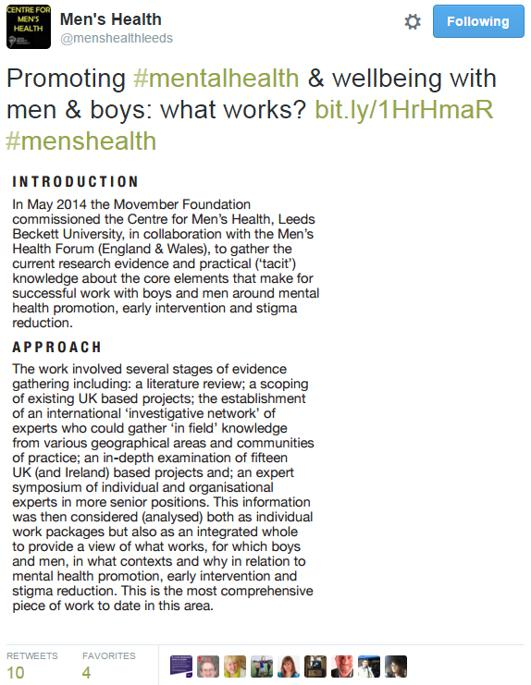 CENTRE FOR
MEN'S
HEALTH
Men's Health
@menshealthleeds
Following
Promoting #mentalhealth & wellbeing with
men & boys: what works? bit.ly/1HrHmaR
#menshealth
INTRODUCTION
In May 2014 the Movember Foundation
commissioned the Centre for Men's Health, Leeds
Beckett University, in collaboration with the Men's
Health Forum (England & Wales), to gather the
current research evidence and practical ('tacit')
knowledge about the core elements that make for
successful work with boys and men around mental
health promotion, early intervention and stigma
reduction.
APPROACH
The work involved several stages of evidence
gathering including: a literature review; a scoping
of existing UK based projects; the establishment
of an international 'investigative network' of
experts who could gather 'in field' knowledge
from various geographical areas and communities
of practice; an in-depth examination of fifteen
UK (and Ireland) based projects and; an expert
symposium of individual and organisational
experts in more senior positions. This information
was then considered (analysed) both as individual
work packages but also as an integrated whole
to provide a view of what works, for which boys
and men, in what contexts and why in relation to
mental health promotion, early intervention and
stigma reduction. This is the most comprehensive
piece of work to date in this area.
RETWEETS FAVORITES
10 4